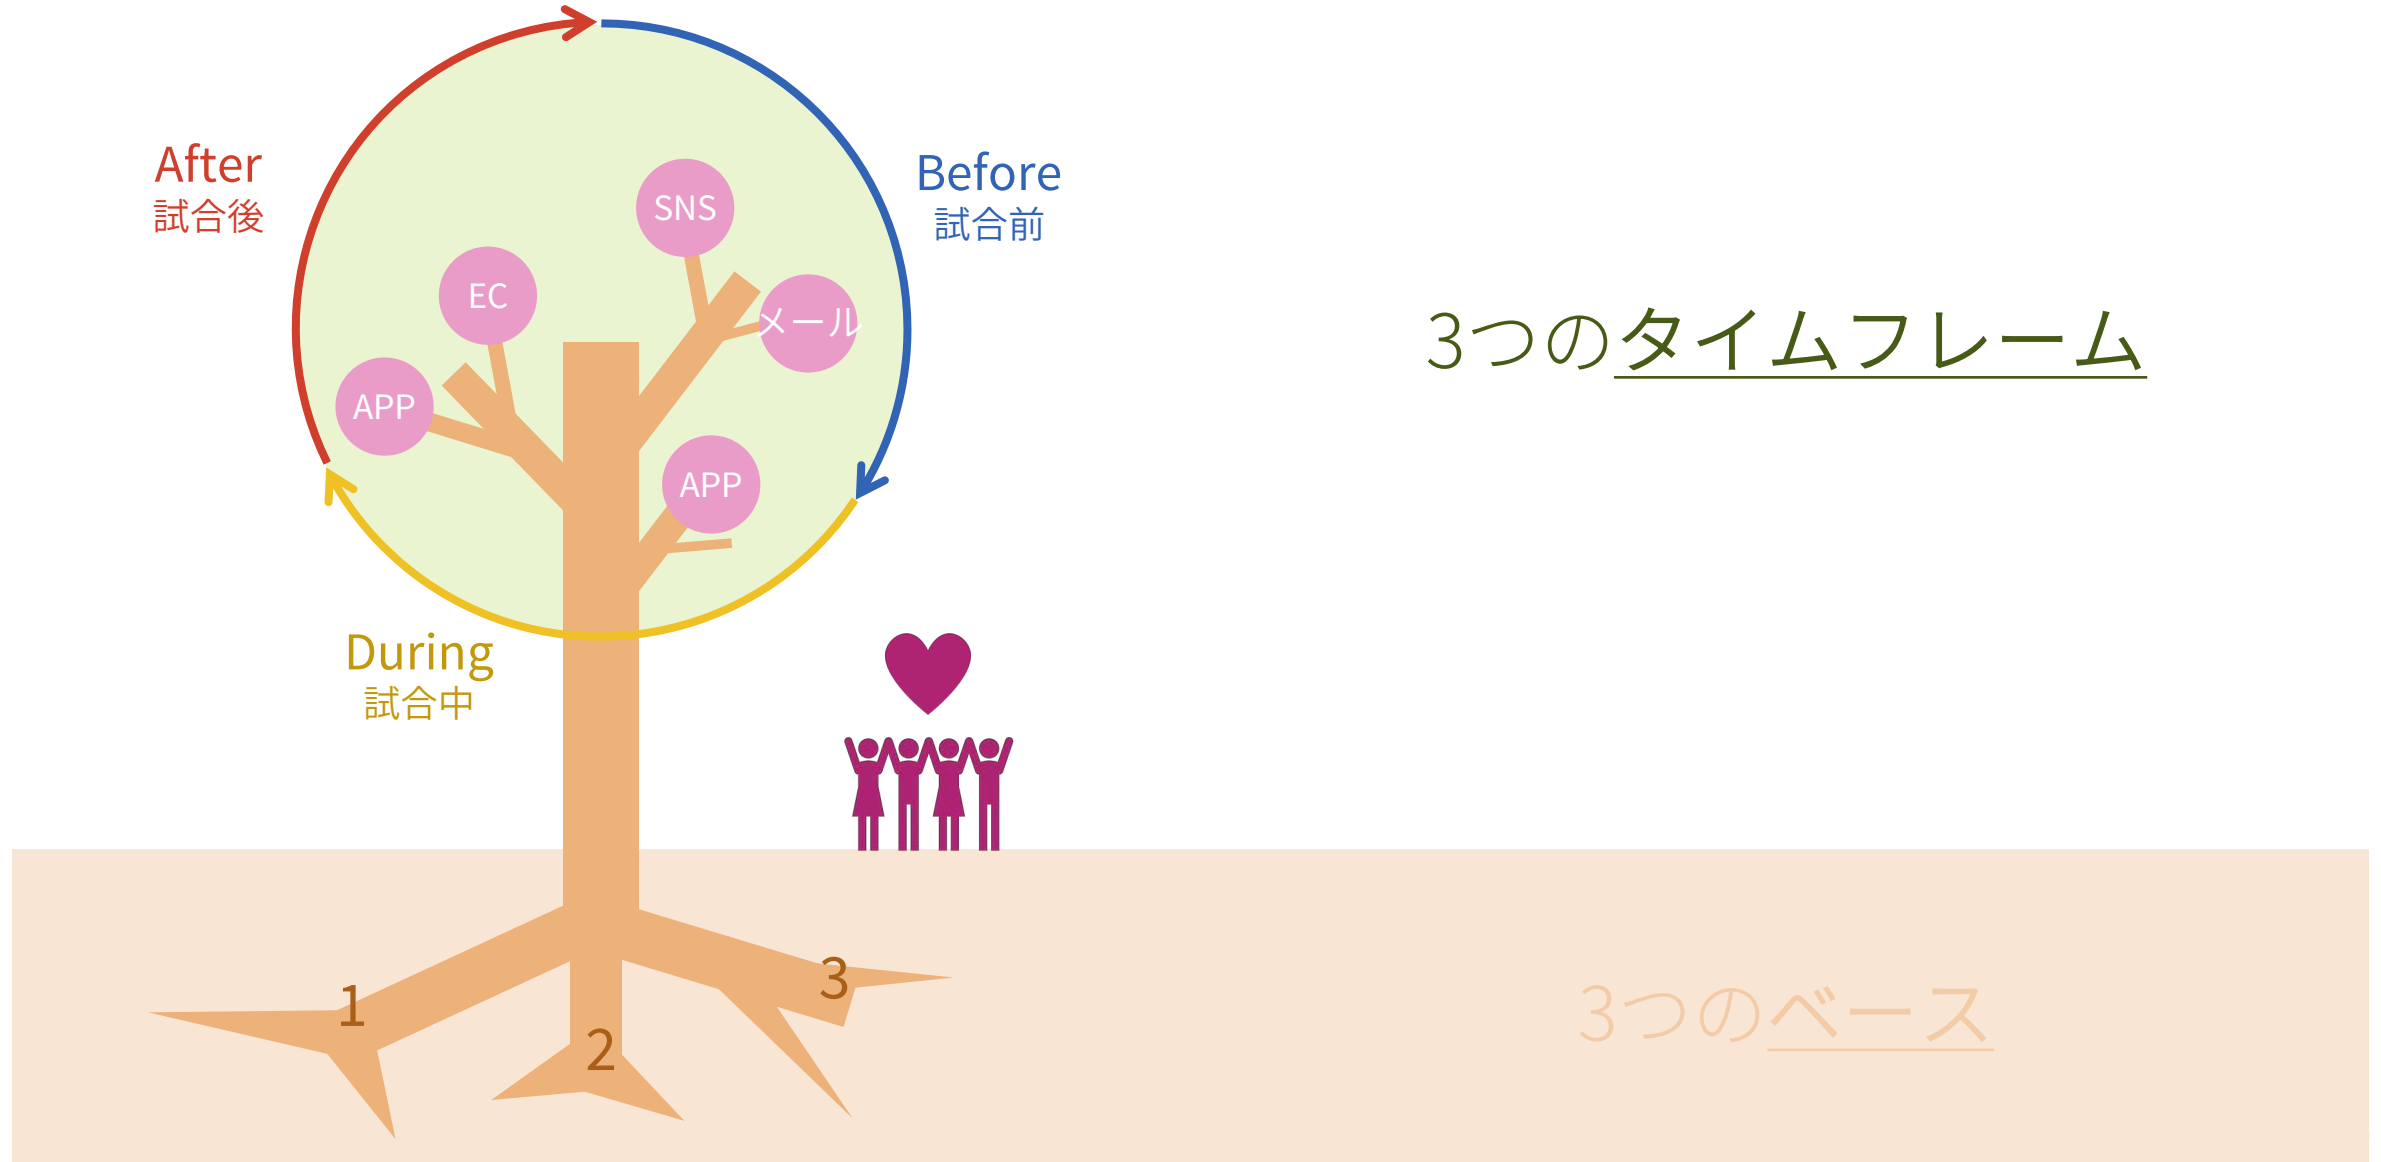 After
試合後
Before
試合前
SNS
EC
メール
APP
APP
During
試合中
3つのタイムフレーム
1
2
3
3つのベース